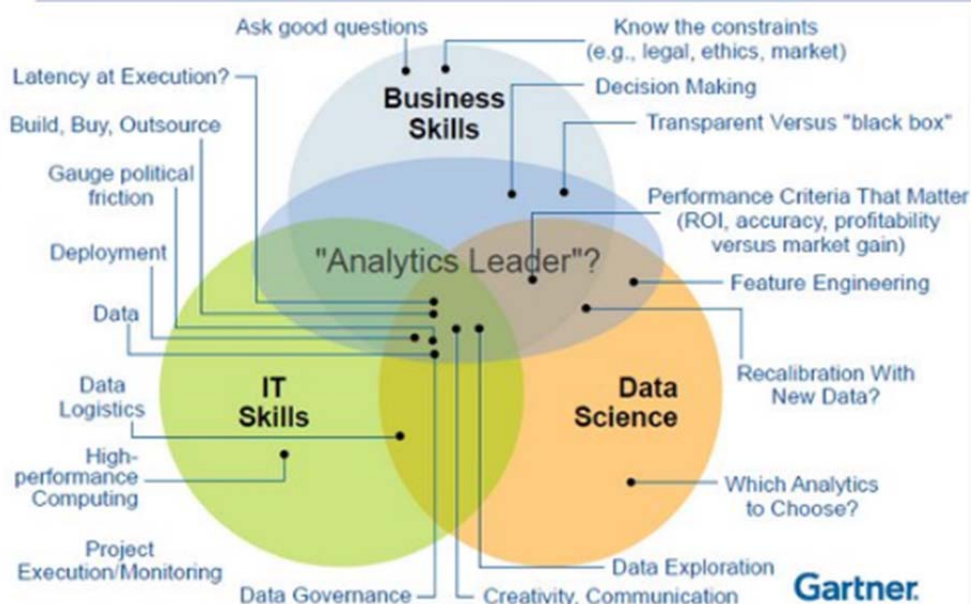 Ask good questions
Know the constraints
(e.g., legal, ethics, market)
Latency at Execution?
Business
Skills
Decision Making
Build, Buy, Outsource
Transparent Versus "black box"
Gauge political
friction
Performance Criteria That Matter
(ROI, accuracy, profitability
versus market gain)
Deployment
"Analytics Leader"?
Feature Engineering
Data
IT
Skills
Data
Science
Recalibration With
New Data?
Data
Logistics
High-
performance
Computing
Which Analytics
to Choose?
Project
Execution/Monitoring
Data Exploration
Data Governance
Creativity, Communication
Gartner.